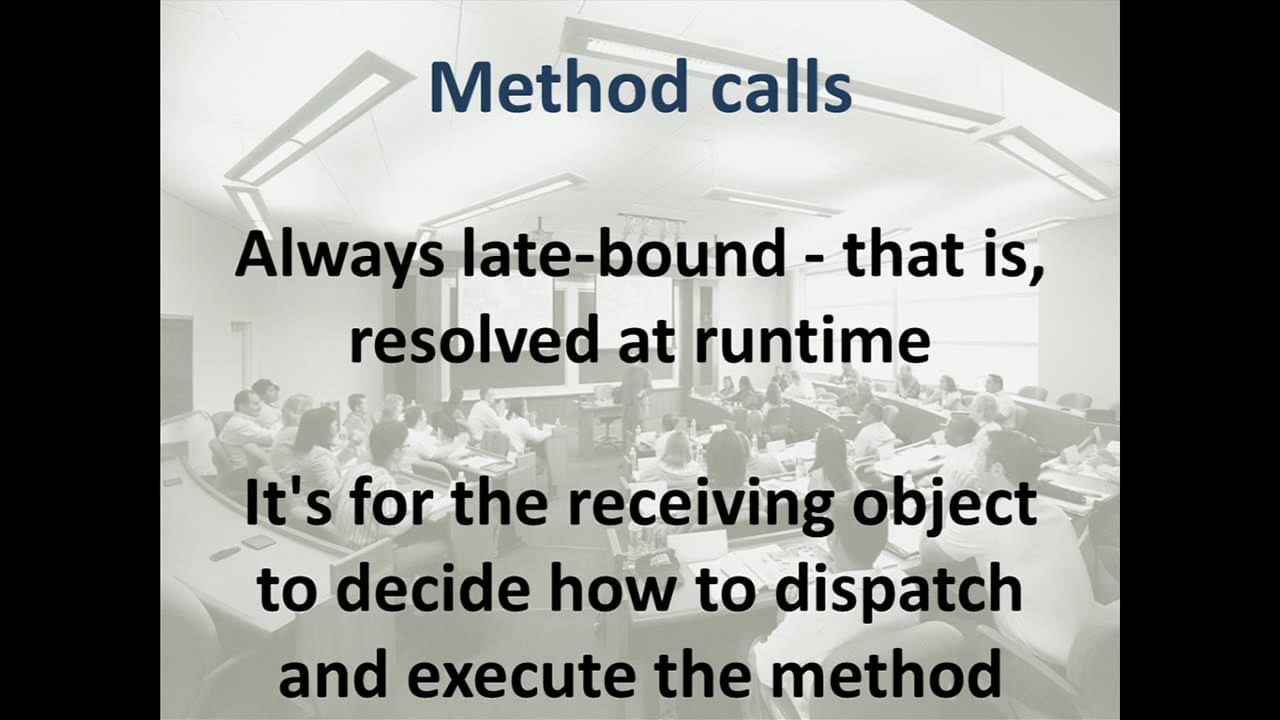 Method calls
Always late-bound - that is,
resolved at runtime
It's for the receiving object
to decide how to dispatch
and execute the method